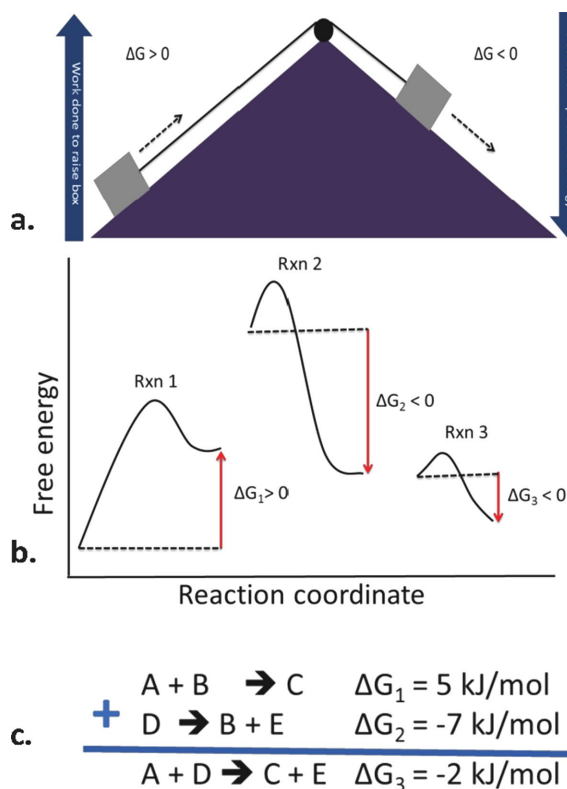 ΔG > 0
ΔG < 0
Work done to raise box
a.
Rxn 2
Rxn 1
ΔG₂ < 0
Rxn 3
ΔG₁> 0
ΔG₃ < 0
Free energy
b.
Reaction coordinate
A + B ➔ C ΔG₁ = 5 kJ/mol
+ D ➔ B + E ΔG₂ = -7 kJ/mol
c.
A + D ➔ C + E ΔG₃ = -2 kJ/mol